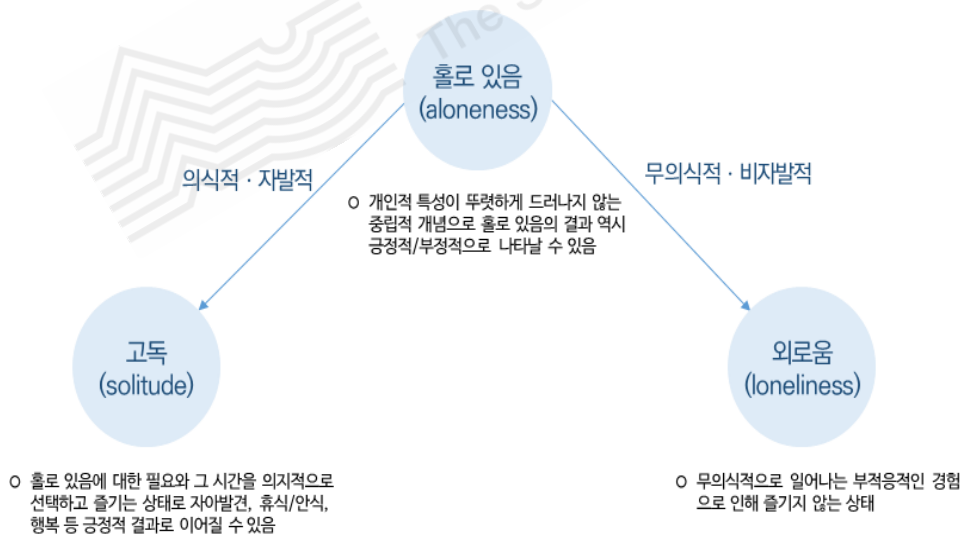 The S
홀로 있음
(aloneness)
의식적 · 자발적
무의식적 · 비자발적
○ 개인적 특성이 뚜렷하게 드러나지 않는
중립적 개념으로 홀로 있음의 결과 역시
긍정적/부정적으로 나타날 수 있음
고독
(solitude)
외로움
(loneliness)
○ 홀로 있음에 대한 필요와 그 시간을 의지적으로
선택하고 즐기는 상태로 자아발견, 휴식/안식,
행복 등 긍정적 결과로 이어질 수 있음
○ 무의식적으로 일어나는 부적응적인 경험
으로 인해 즐기지 않는 상태